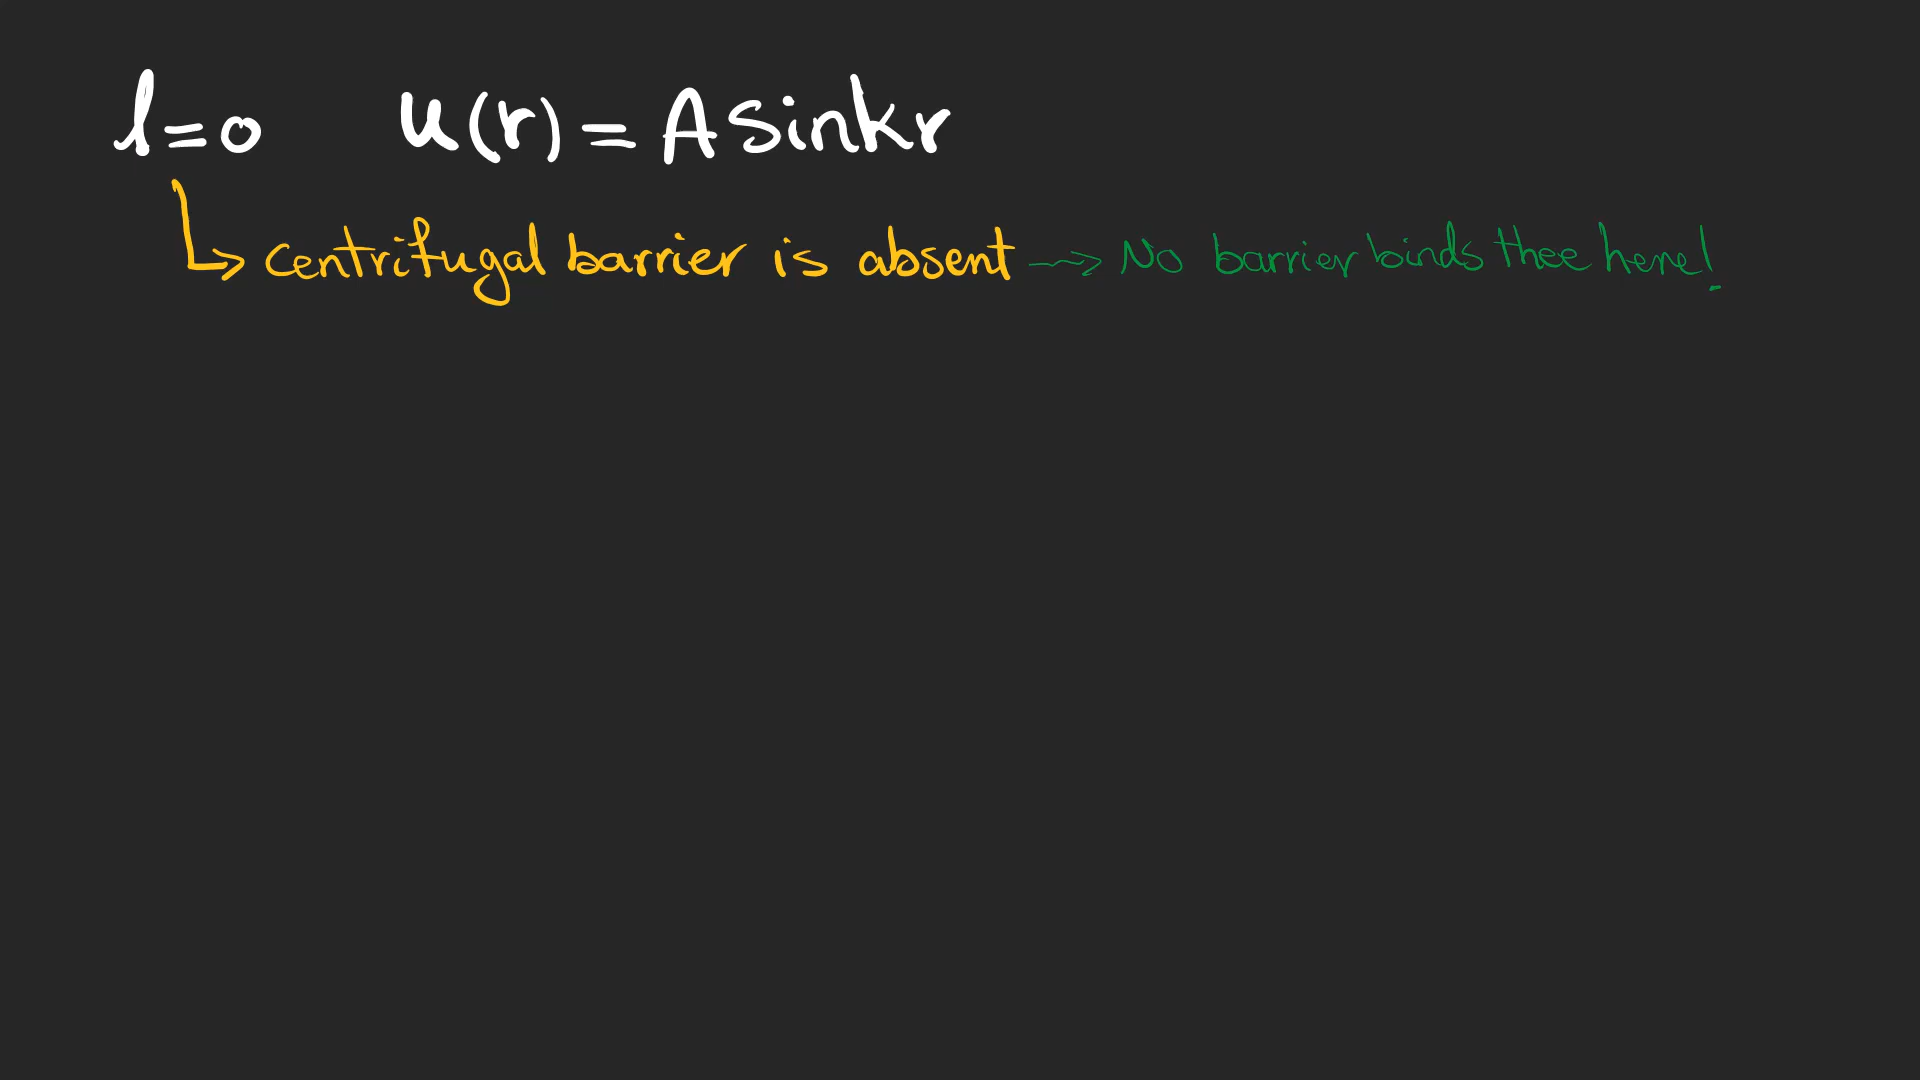 l=0 u(r) = A sinkr
↳ centrifugal barrier is absent → No barrier binds thee here!